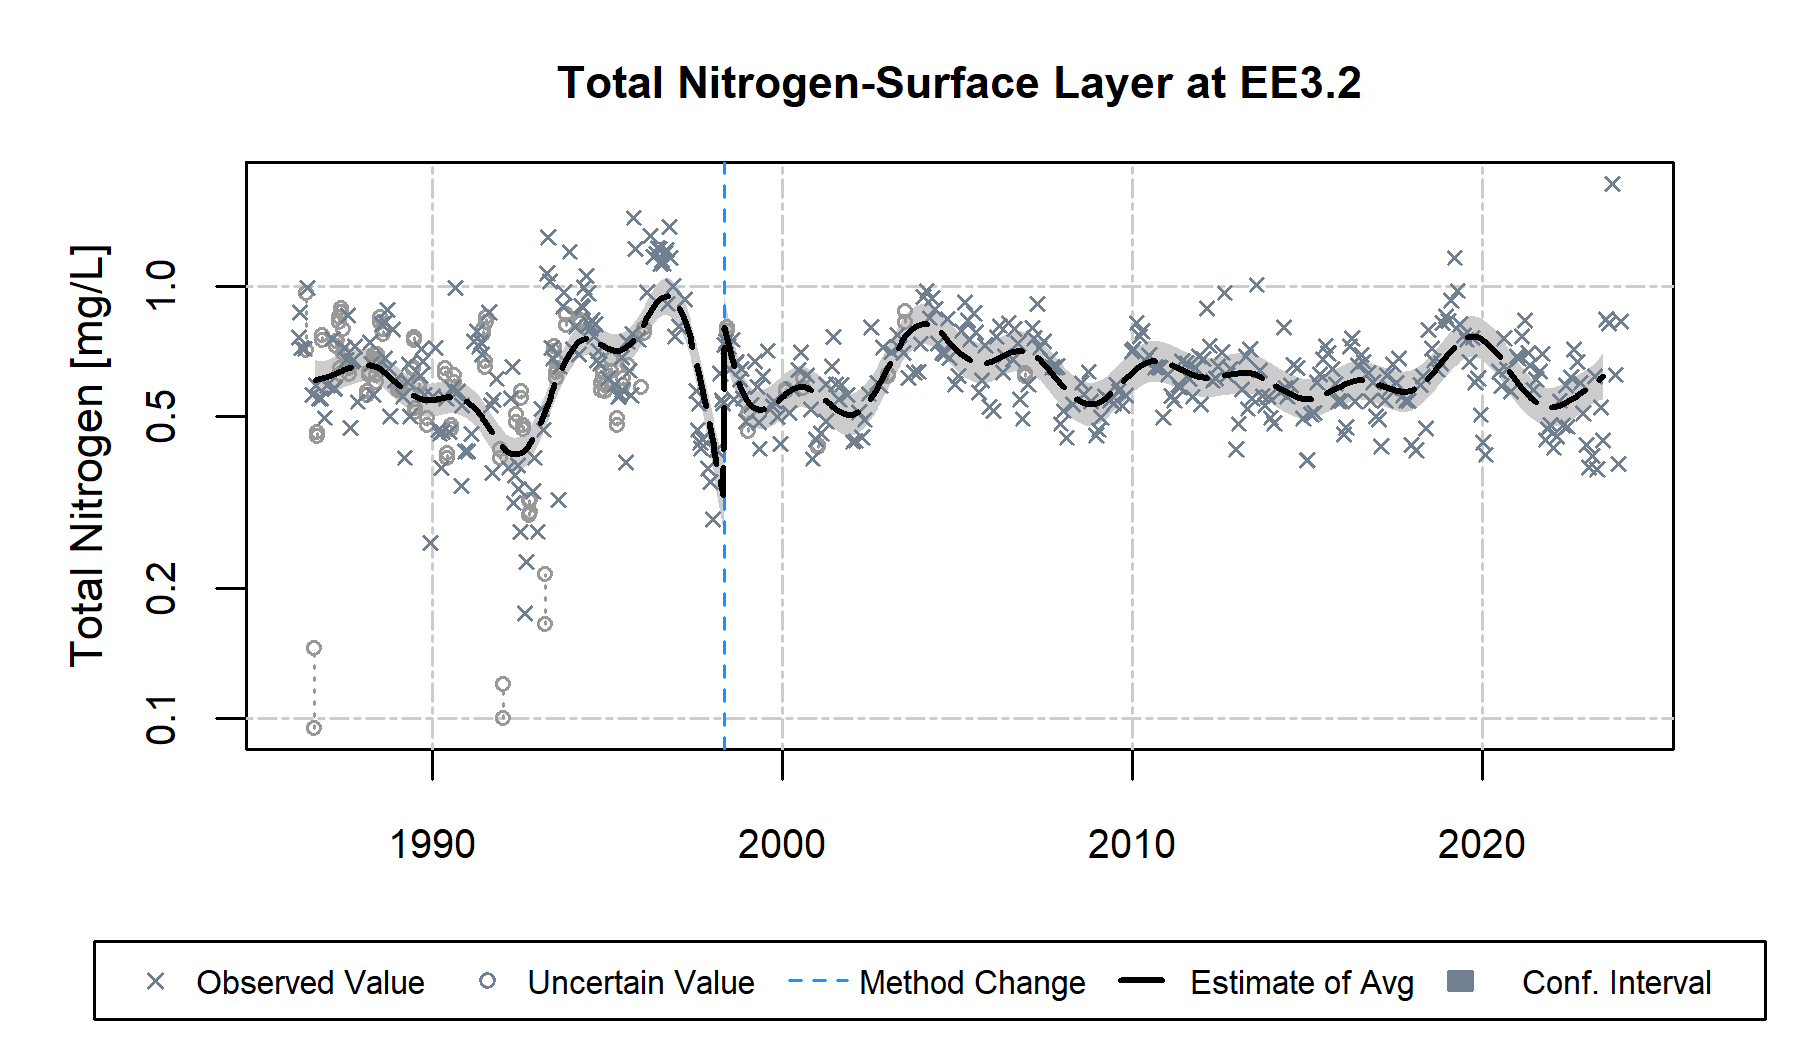 Total Nitrogen-Surface Layer at EE3.2
Total Nitrogen [mg/L]
1.0
0.5
0.2
0.1
1990 2000 2010 2020
Observed Value Uncertain Value Method Change Estimate of Avg Conf. Interval